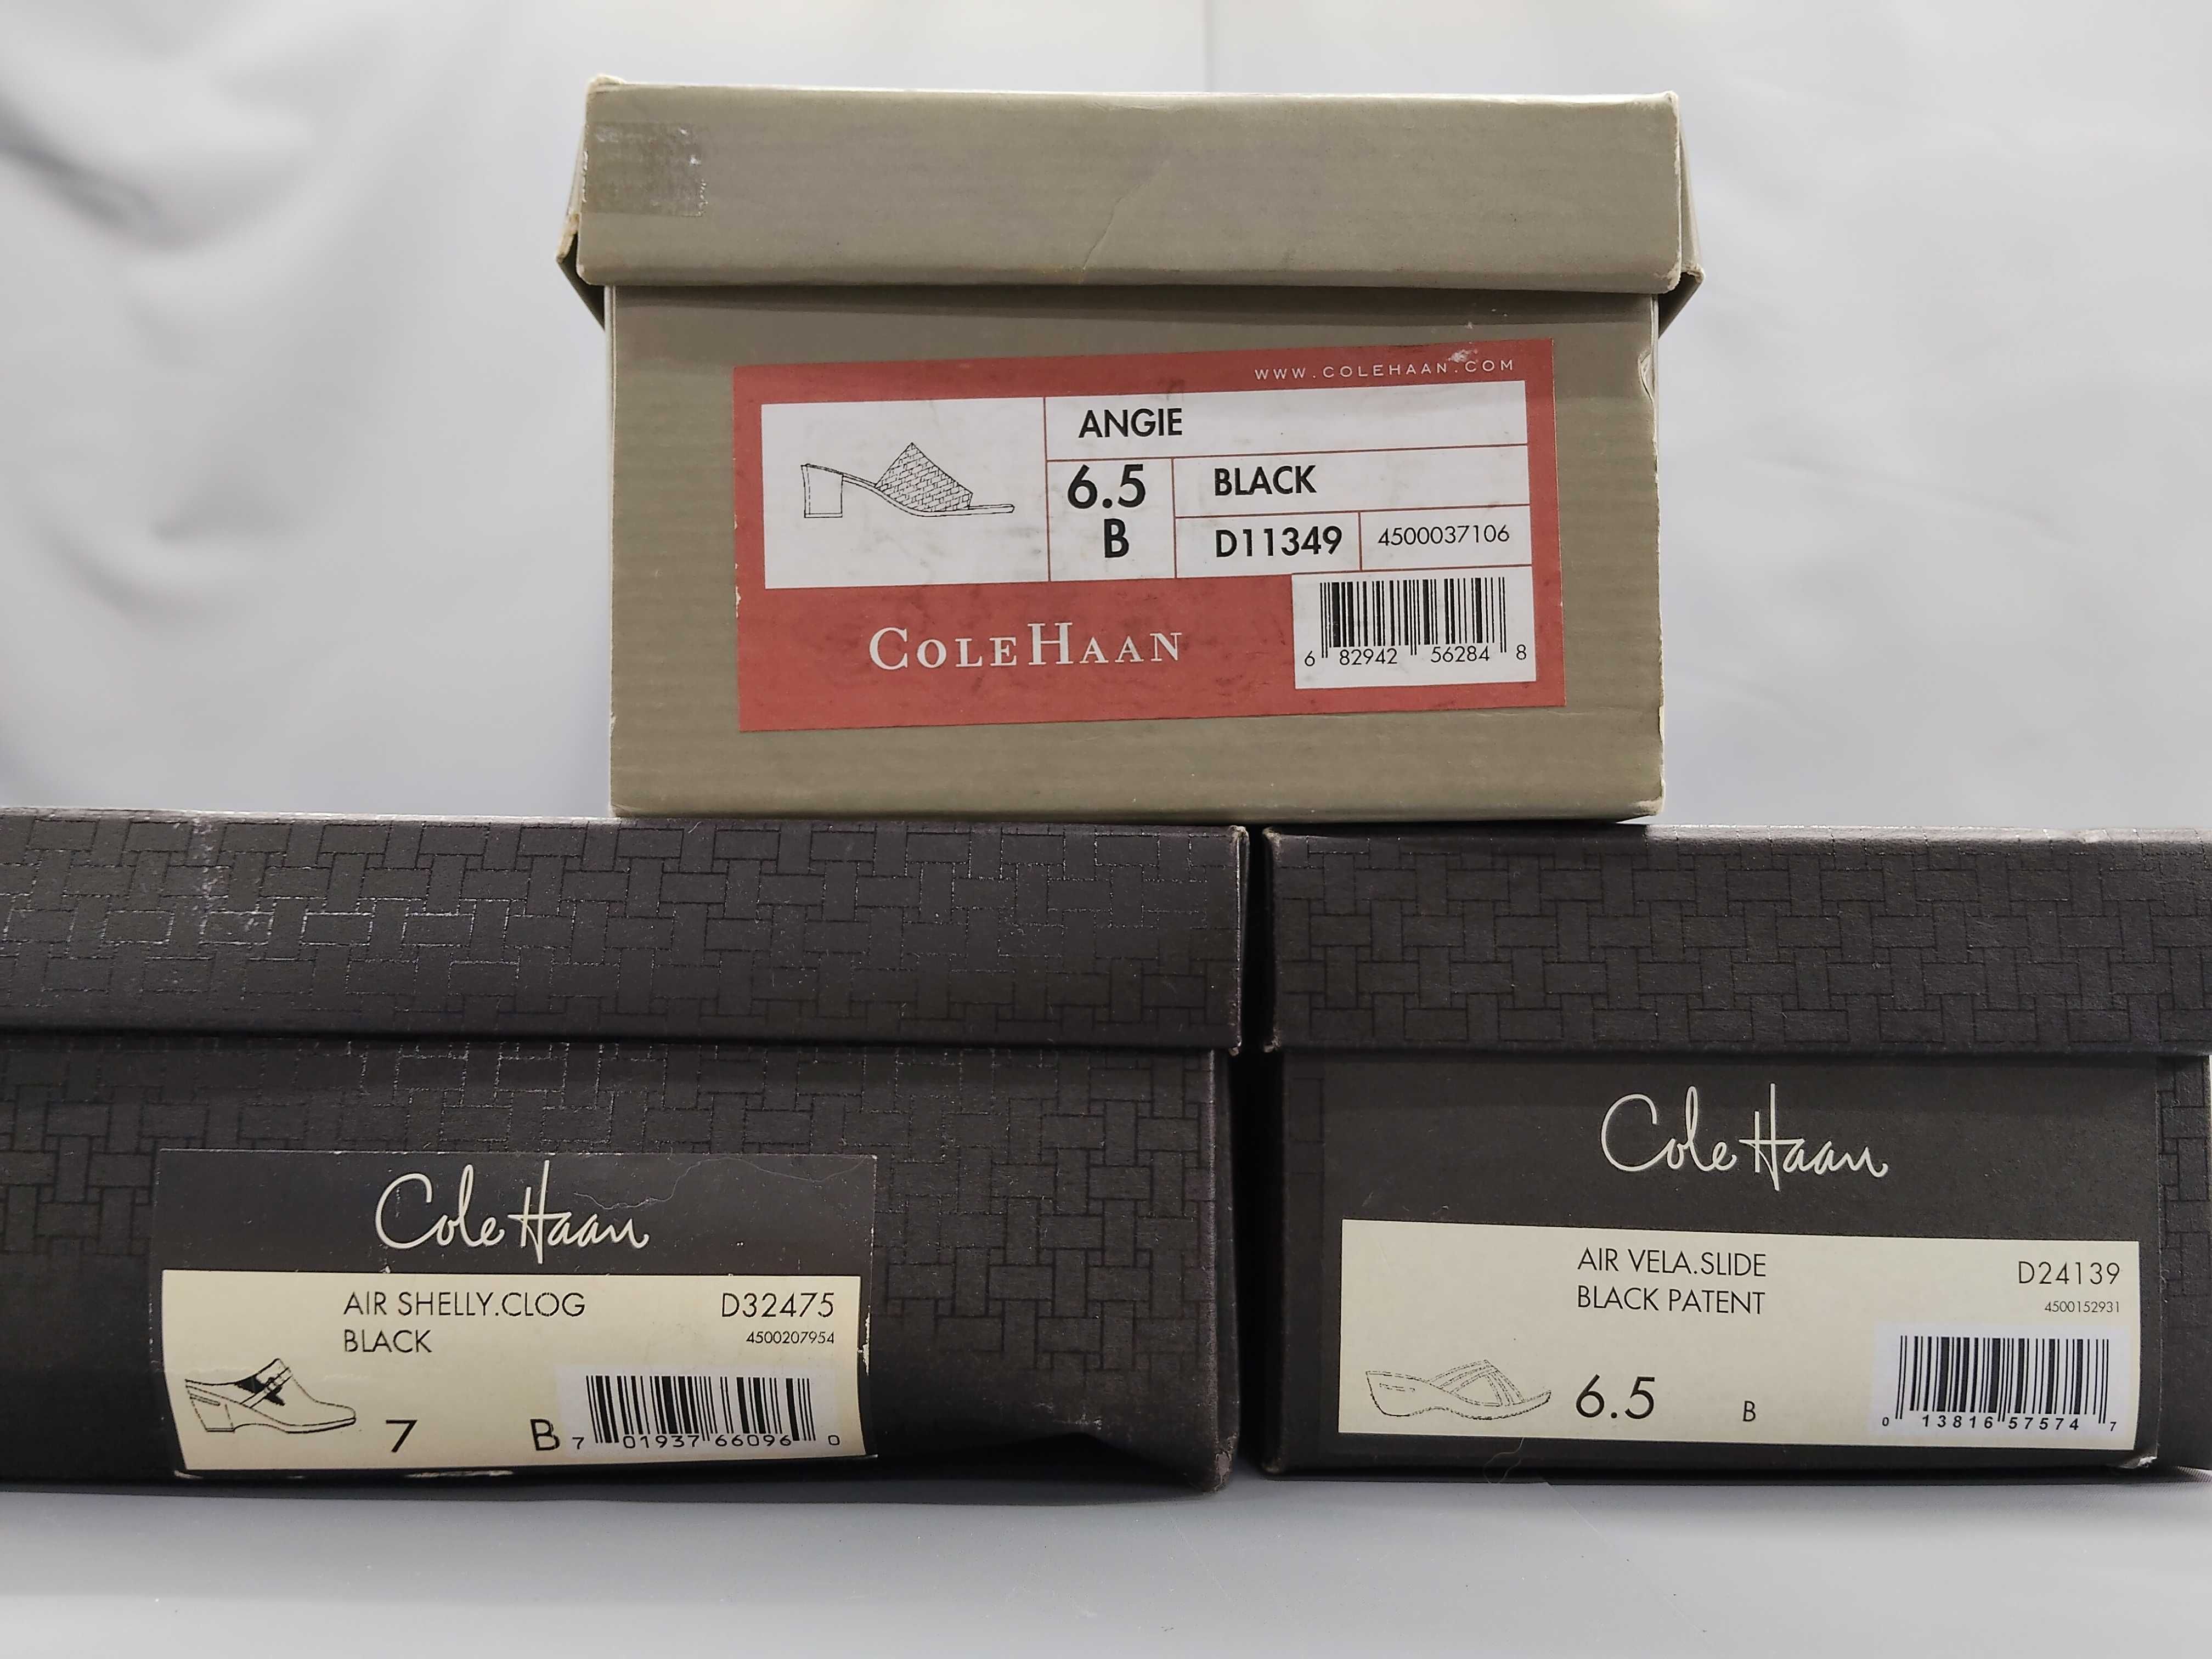 WWW.COLEHAAN.COM
ANGIE
6.5
B
BLACK
D11349
4500037106
COLE HAAN
6 82942 56284 8
Cole Haan
AIR SHELLY.CLOG
BLACK
D32475
4500207954
7
B
7 01937 66096 0
Cole Haan
AIR VELA.SLIDE
BLACK PATENT
D24139
4500152931
6.5
B
0 13816 57574 7